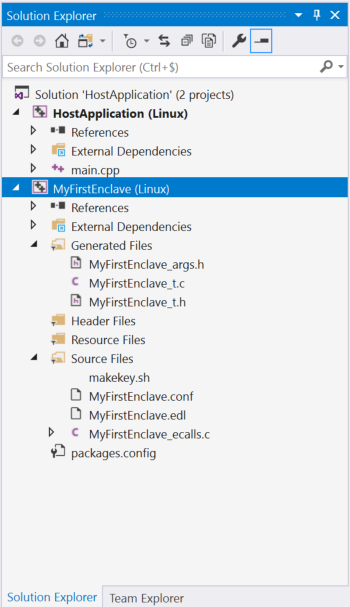 Solution Explorer
Search Solution Explorer (Ctrl+$)
Solution 'HostApplication' (2 projects)
HostApplication (Linux)
References
External Dependencies
main.cpp
MyFirstEnclave (Linux)
References
External Dependencies
Generated Files
MyFirstEnclave_args.h
MyFirstEnclave_t.c
MyFirstEnclave_t.h
Header Files
Resource Files
Source Files
makekey.sh
MyFirstEnclave.conf
MyFirstEnclave.edl
MyFirstEnclave_ecalls.c
packages.config
Solution Explorer Team Explorer